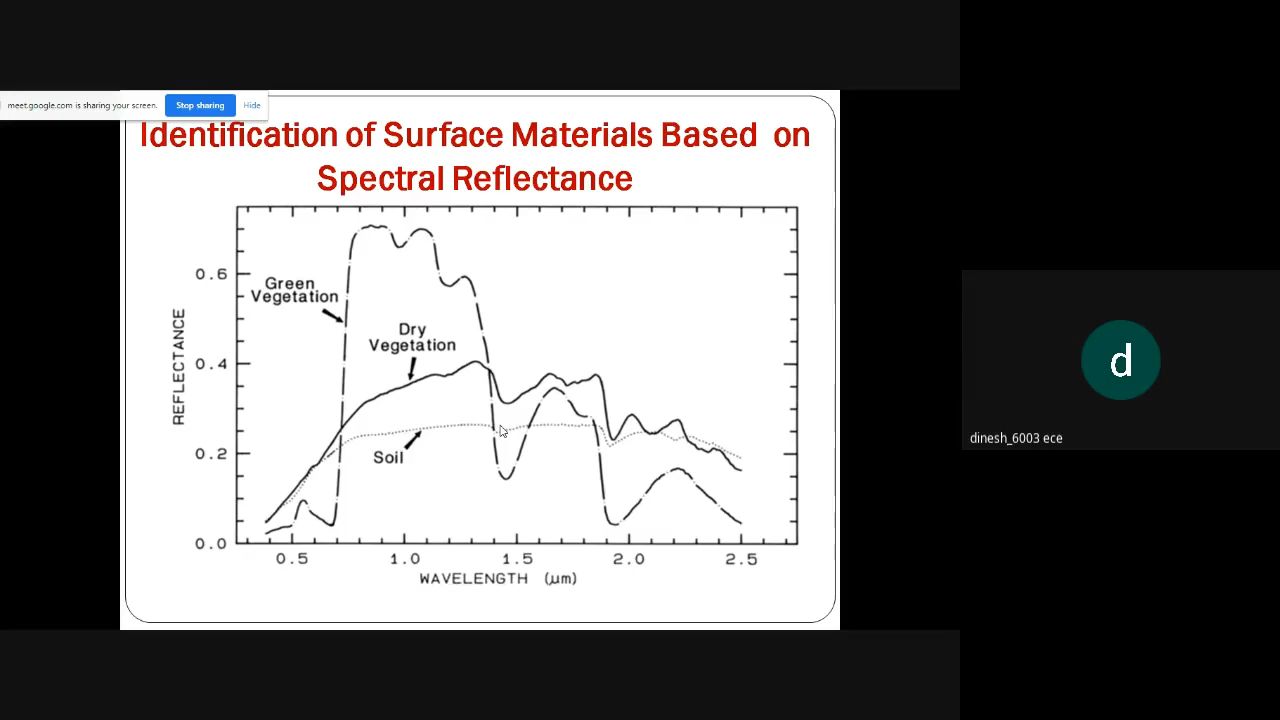 meet.google.com is sharing your screen.
Stop sharing
Hide
Identification of Surface Materials Based on
Spectral Reflectance
Green
Vegetation
Dry
Vegetation
Soil
REFLECTANCE
0.6
0.4
0.2
0.0
0.5
1.0
1.5
2.0
2.5
WAVELENGTH (µm)
d
dinesh_6003 ece